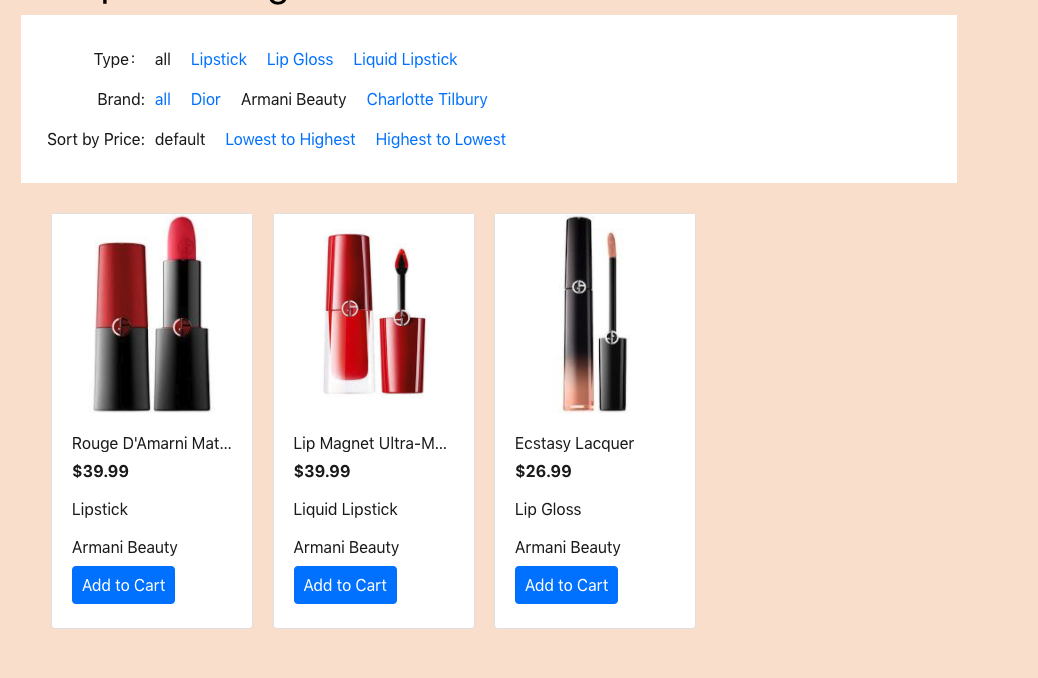 Type： all Lipstick Lip Gloss Liquid Lipstick
Brand: all Dior Armani Beauty Charlotte Tilbury
Sort by Price: default Lowest to Highest Highest to Lowest
Rouge D'Amarni Mat...
$39.99
Lipstick
Armani Beauty
Add to Cart
Lip Magnet Ultra-M...
$39.99
Liquid Lipstick
Armani Beauty
Add to Cart
Ecstasy Lacquer
$26.99
Lip Gloss
Armani Beauty
Add to Cart